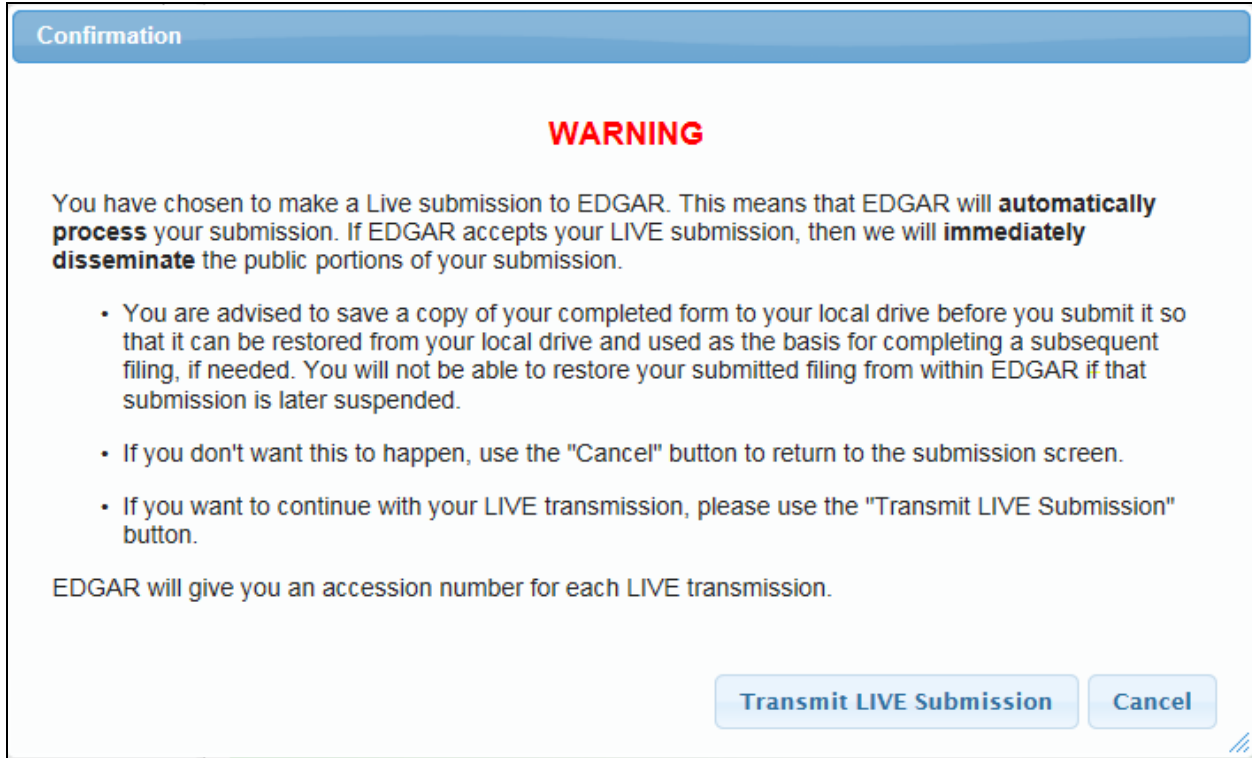 Confirmation
WARNING
You have chosen to make a Live submission to EDGAR. This means that EDGAR will automatically
process your submission. If EDGAR accepts your LIVE submission, then we will immediately
disseminate the public portions of your submission.
• You are advised to save a copy of your completed form to your local drive before you submit it so
that it can be restored from your local drive and used as the basis for completing a subsequent
filing, if needed. You will not be able to restore your submitted filing from within EDGAR if that
submission is later suspended.
• If you don't want this to happen, use the "Cancel" button to return to the submission screen.
• If you want to continue with your LIVE transmission, please use the "Transmit LIVE Submission"
button.
EDGAR will give you an accession number for each LIVE transmission.
Transmit LIVE Submission Cancel